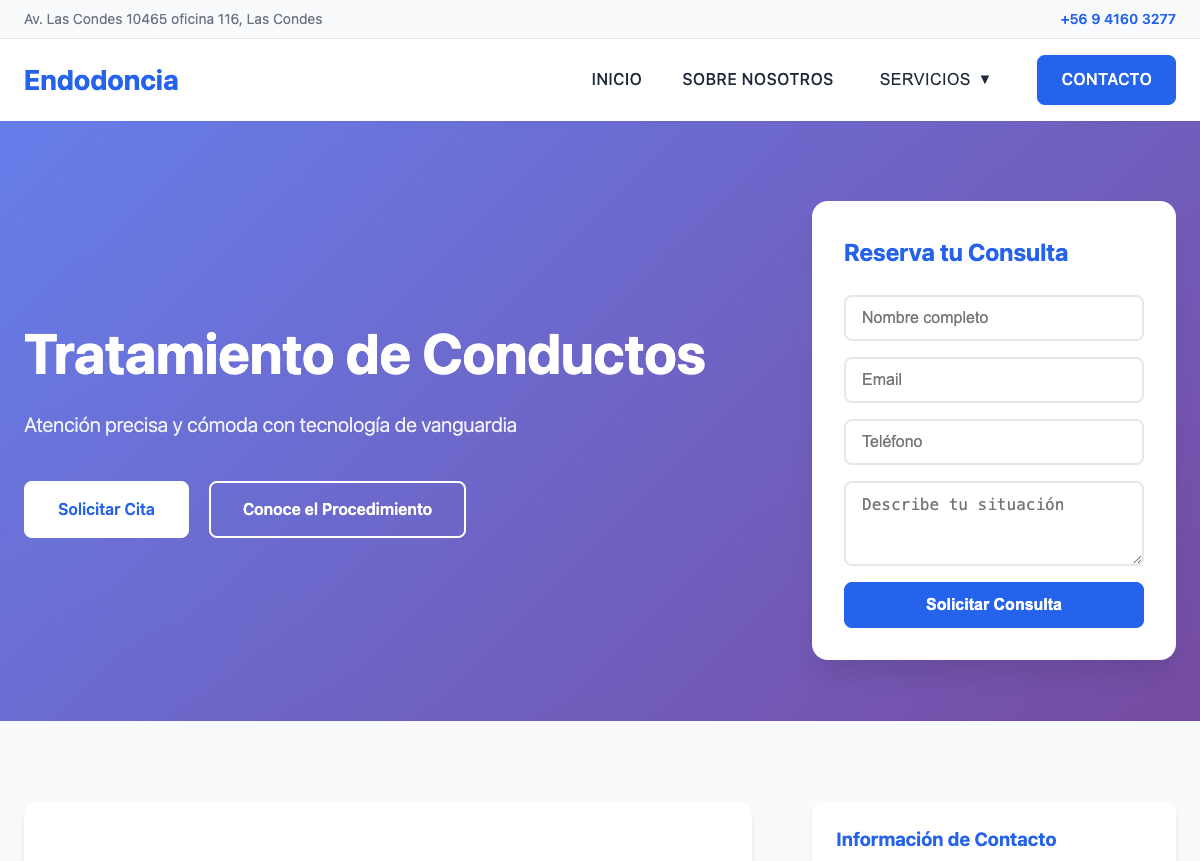 Av. Las Condes 10465 oficina 116, Las Condes
+56 9 4160 3277
Endodoncia
INICIO
SOBRE NOSOTROS
SERVICIOS ▼
CONTACTO
Tratamiento de Conductos
Atención precisa y cómoda con tecnología de vanguardia
Solicitar Cita
Conoce el Procedimiento
Reserva tu Consulta
Nombre completo
Email
Teléfono
Describe tu situación
Solicitar Consulta
Información de Contacto